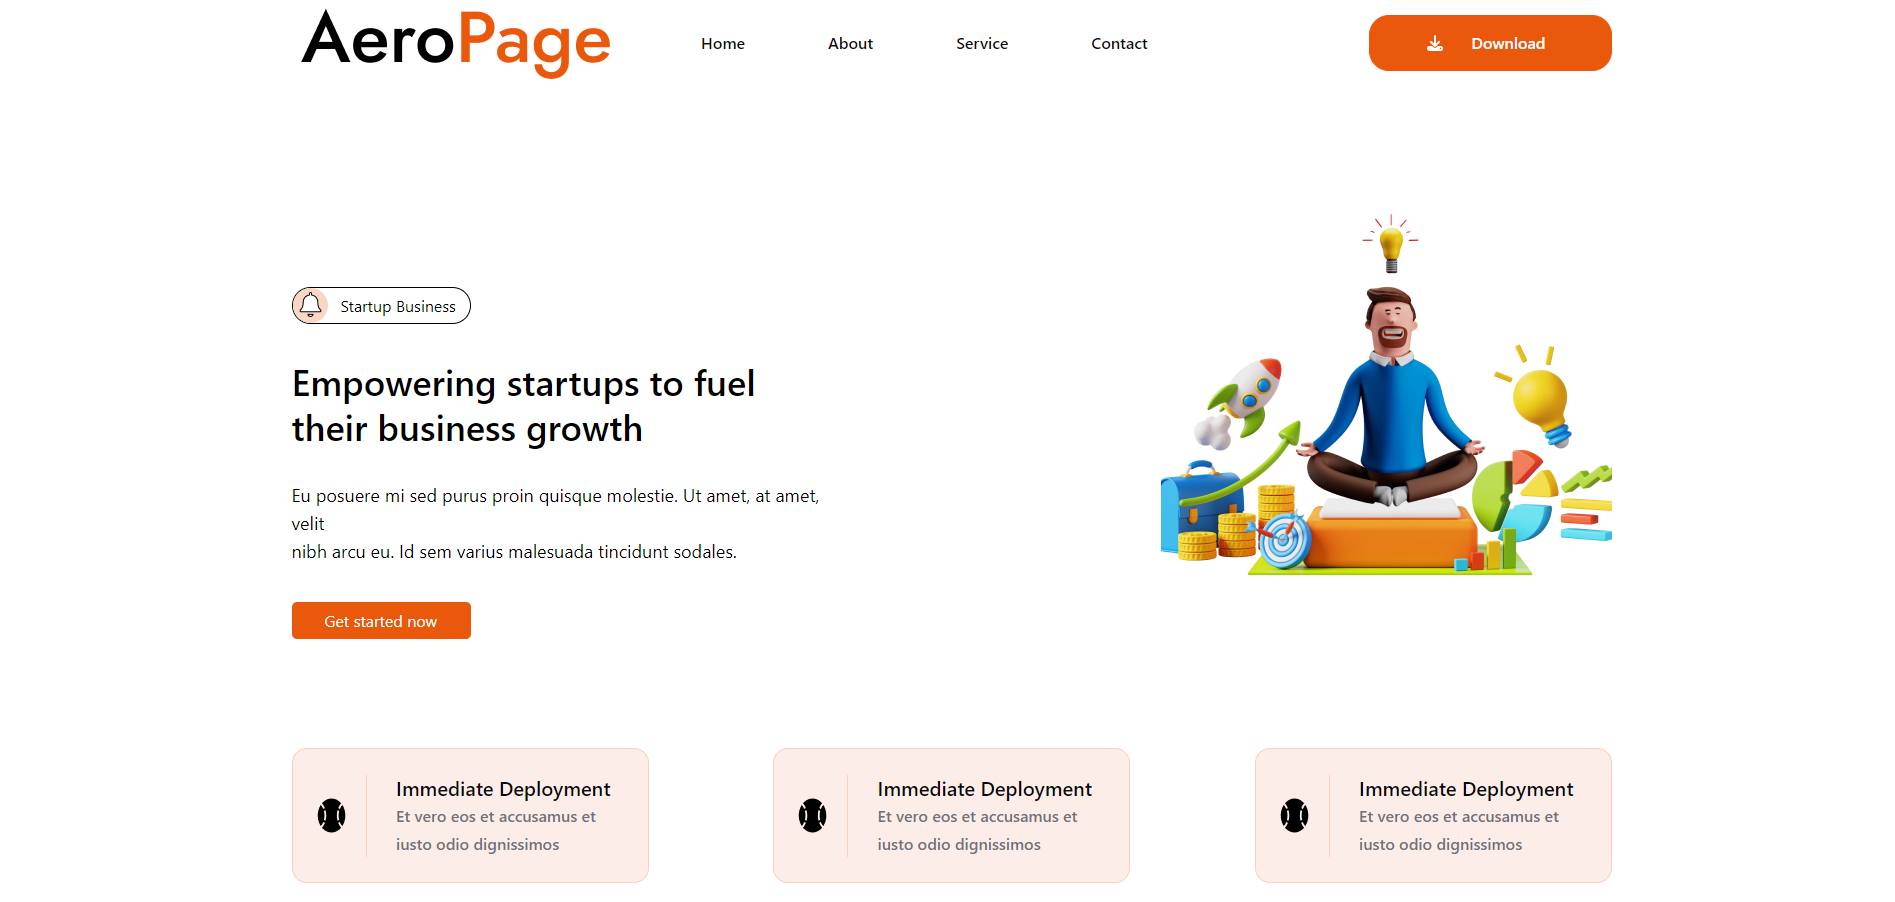 AeroPage
Home
About
Service
Contact
Download
Startup Business
Empowering startups to fuel
their business growth
Eu posuere mi sed purus proin quisque molestie. Ut amet, at amet,
velit
nibh arcu eu. Id sem varius malesuada tincidunt sodales.
Get started now
Immediate Deployment
Et vero eos et accusamus et
iusto odio dignissimos
Immediate Deployment
Et vero eos et accusamus et
iusto odio dignissimos
Immediate Deployment
Et vero eos et accusamus et
iusto odio dignissimos